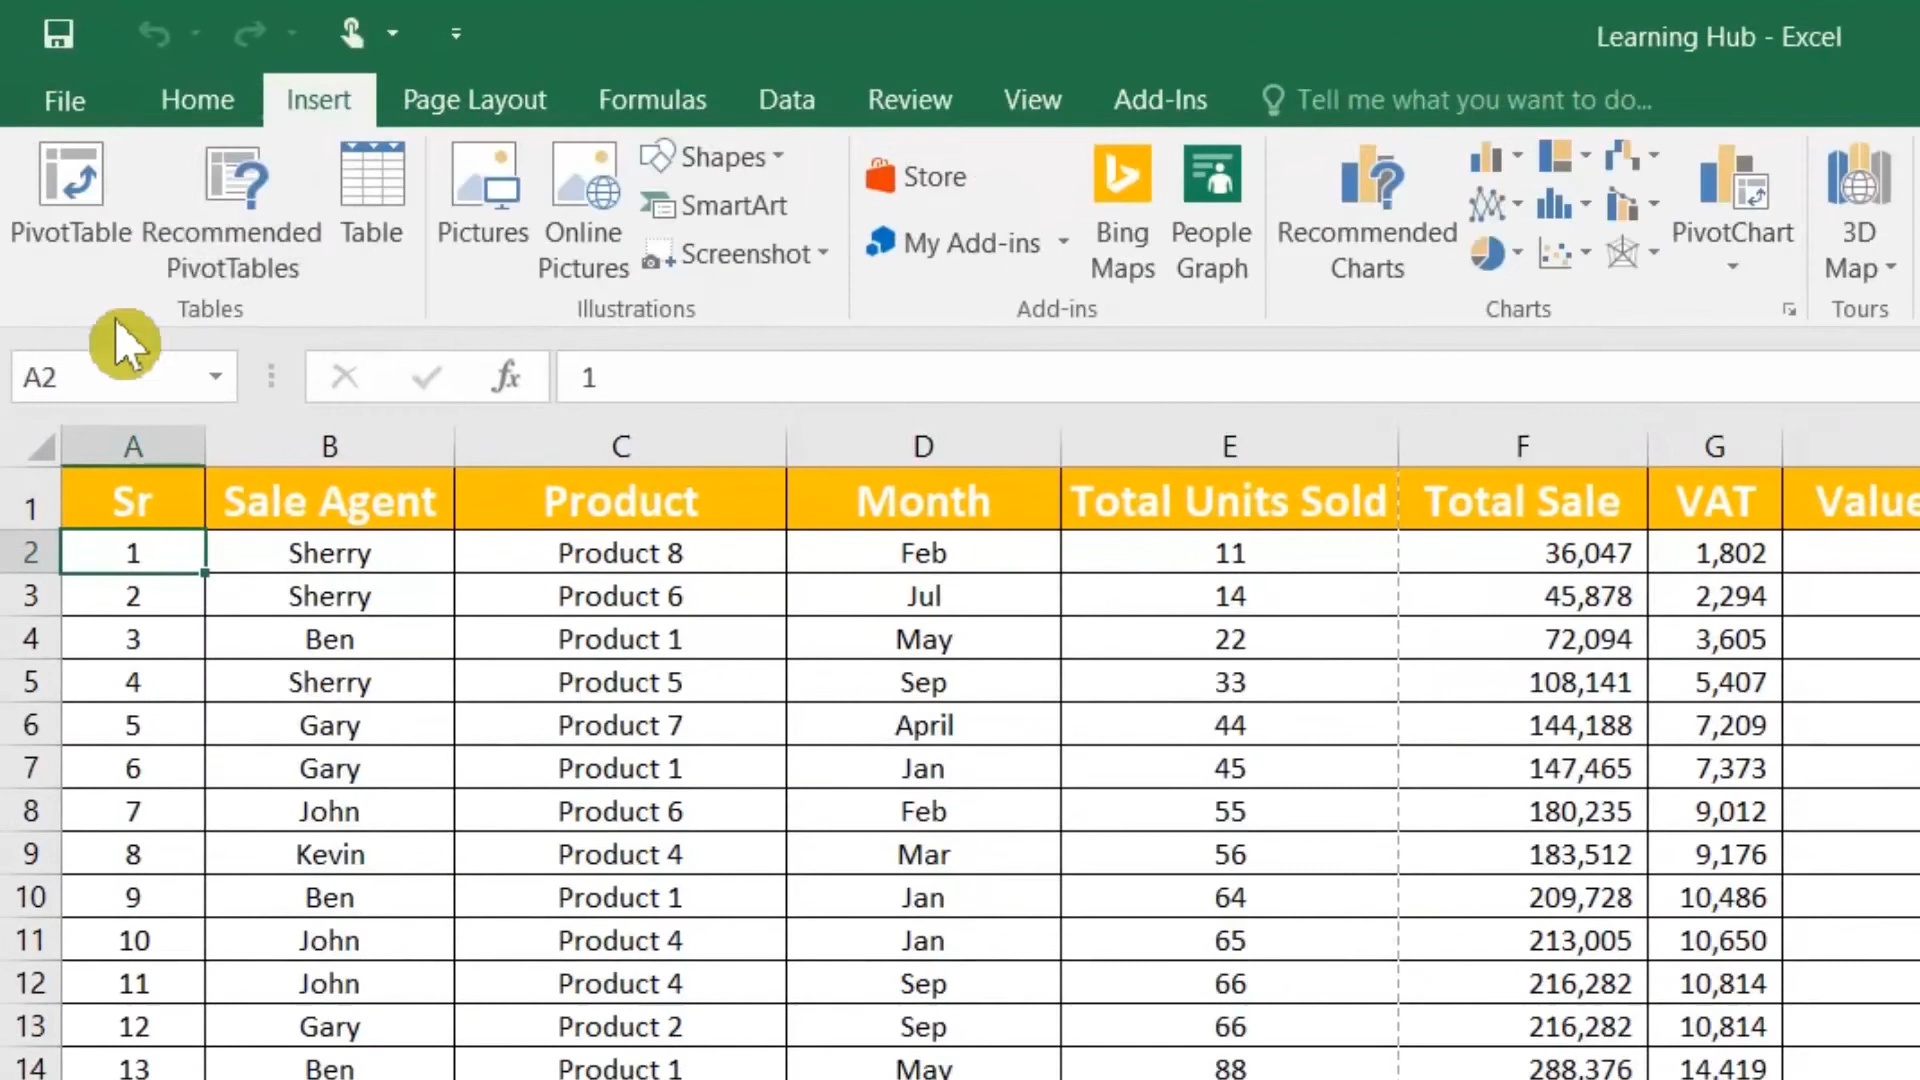 Learning Hub - Excel
File Home Insert Page Layout Formulas Data Review View Add-Ins Tell me what you want to do...
PivotTable Recommended PivotTables Table
Tables
Pictures Online Pictures Shapes SmartArt Screenshot
Illustrations
Store My Add-ins Bing Maps People Graph
Add-ins
Recommended Charts PivotChart
Charts
3D Map
Tours
A2 fx 1
A B C D E F G
1 Sr Sale Agent Product Month Total Units Sold Total Sale VAT Value
2 1 Sherry Product 8 Feb 11 36,047 1,802
3 2 Sherry Product 6 Jul 14 45,878 2,294
4 3 Ben Product 1 May 22 72,094 3,605
5 4 Sherry Product 5 Sep 33 108,141 5,407
6 5 Gary Product 7 April 44 144,188 7,209
7 6 Gary Product 1 Jan 45 147,465 7,373
8 7 John Product 6 Feb 55 180,235 9,012
9 8 Kevin Product 4 Mar 56 183,512 9,176
10 9 Ben Product 1 Jan 64 209,728 10,486
11 10 John Product 4 Jan 65 213,005 10,650
12 11 John Product 4 Sep 66 216,282 10,814
13 12 Gary Product 2 Sep 66 216,282 10,814
14 13 Ben Product 1 May 88 288,376 14,419